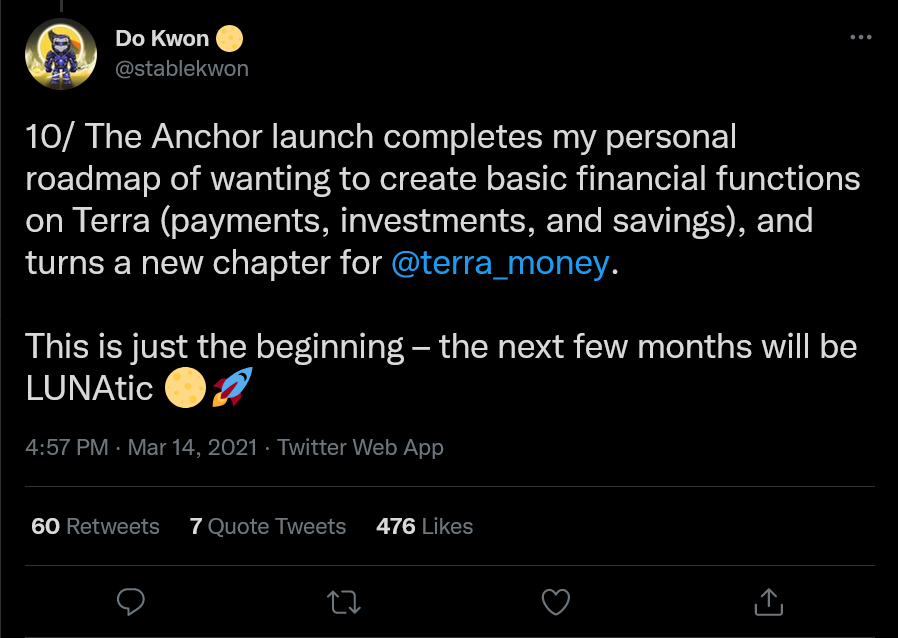 Do Kwon 🌕
@stablekwon
10/ The Anchor launch completes my personal
roadmap of wanting to create basic financial functions
on Terra (payments, investments, and savings), and
turns a new chapter for @terra_money.
This is just the beginning – the next few months will be
LUNAtic 🌕🚀
4:57 PM · Mar 14, 2021 · Twitter Web App
60 Retweets 7 Quote Tweets 476 Likes